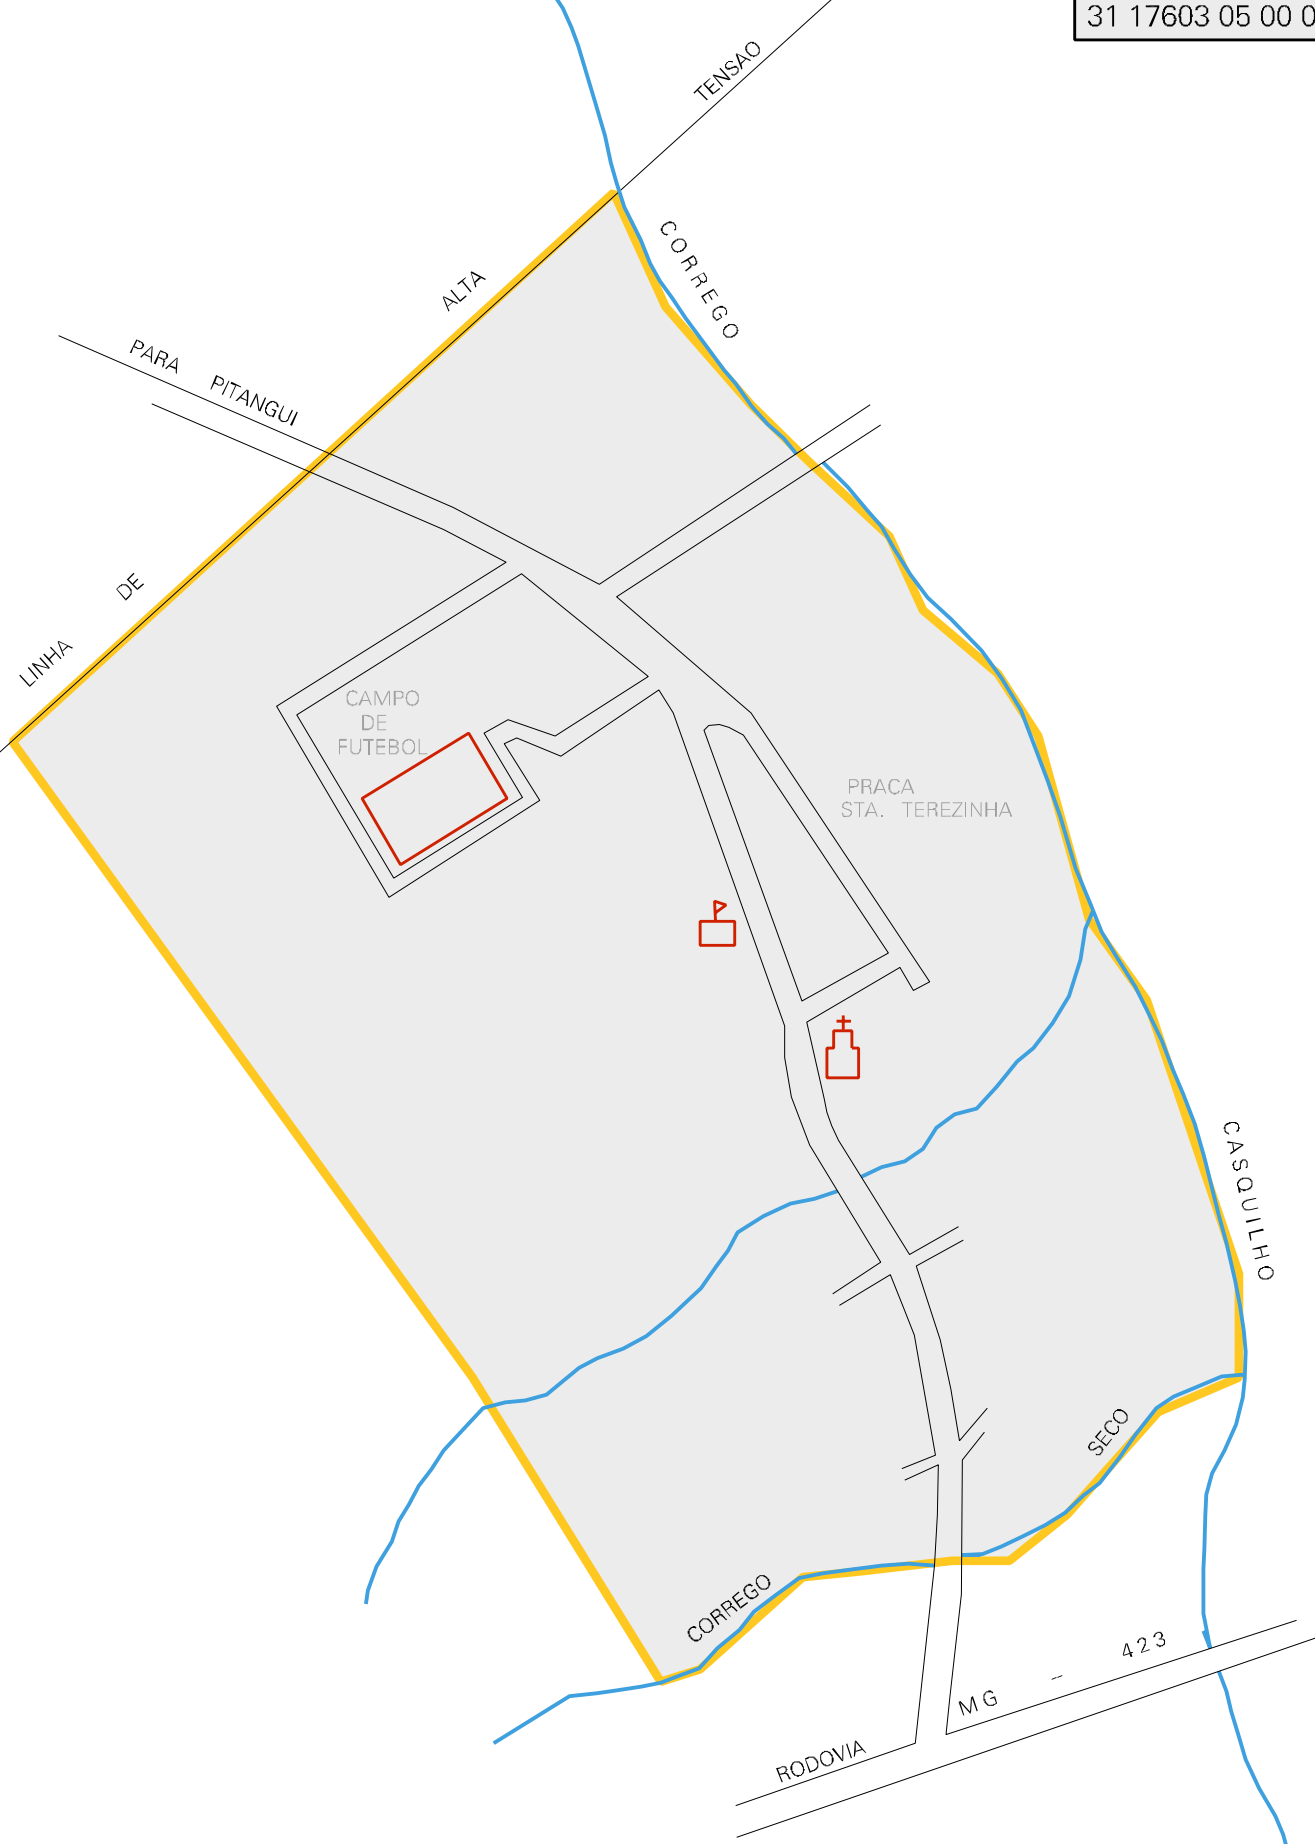 31 17603 05 00 0
TENSAO
CORREGO
ALTA
PARA PITANGUI
DE
LINHA
CAMPO
DE
FUTEBOL
PRACA
STA. TEREZINHA
CASQUILHO
SECO
CORREGO
RODOVIA MG - 423